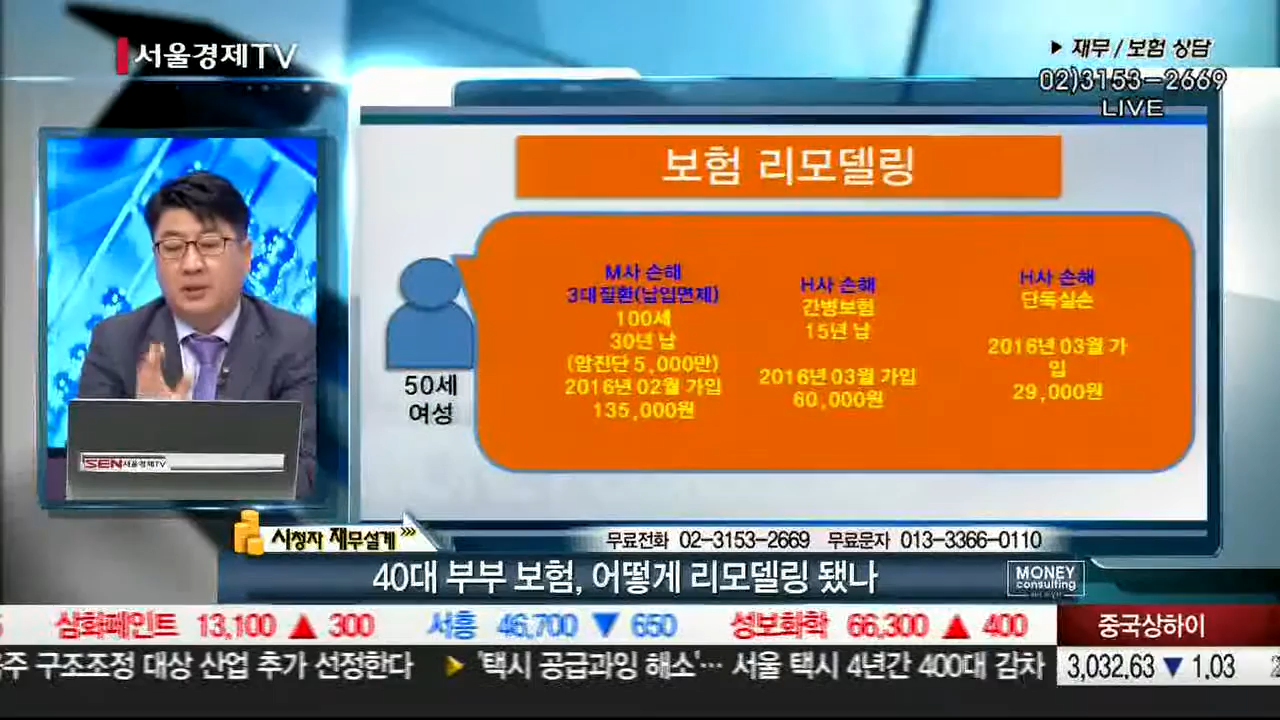 서울경제TV
▶ 재무/보험 상담
02)3153-2669
LIVE
보험 리모델링
M사 손해
3대질환(납입면제)
100세
30년 납
(암진단 5,000만)
2016년 02월 가입
135,000원
H사 손해
간병보험
15년 납
2016년 03월 가입
60,000원
H사 손해
단독실손
2016년 03월 가
입
29,000원
50세
여성
SEN서울경제TV
시청자 재무설계
무료전화 02-3153-2669 무료문자 013-3366-0110
40대 부부 보험, 어떻게 리모델링 됐나
MONEY
consulting
삼화페인트 13,100 ▲ 300 서흥 46,700 ▼ 650 성보화학 66,300 ▲ 400
중국상하이
구조조정 대상 산업 추가 선정한다 ▶ '택시 공급과잉 해소'… 서울 택시 4년간 400대 감차
3,032.63 ▼ 1.03